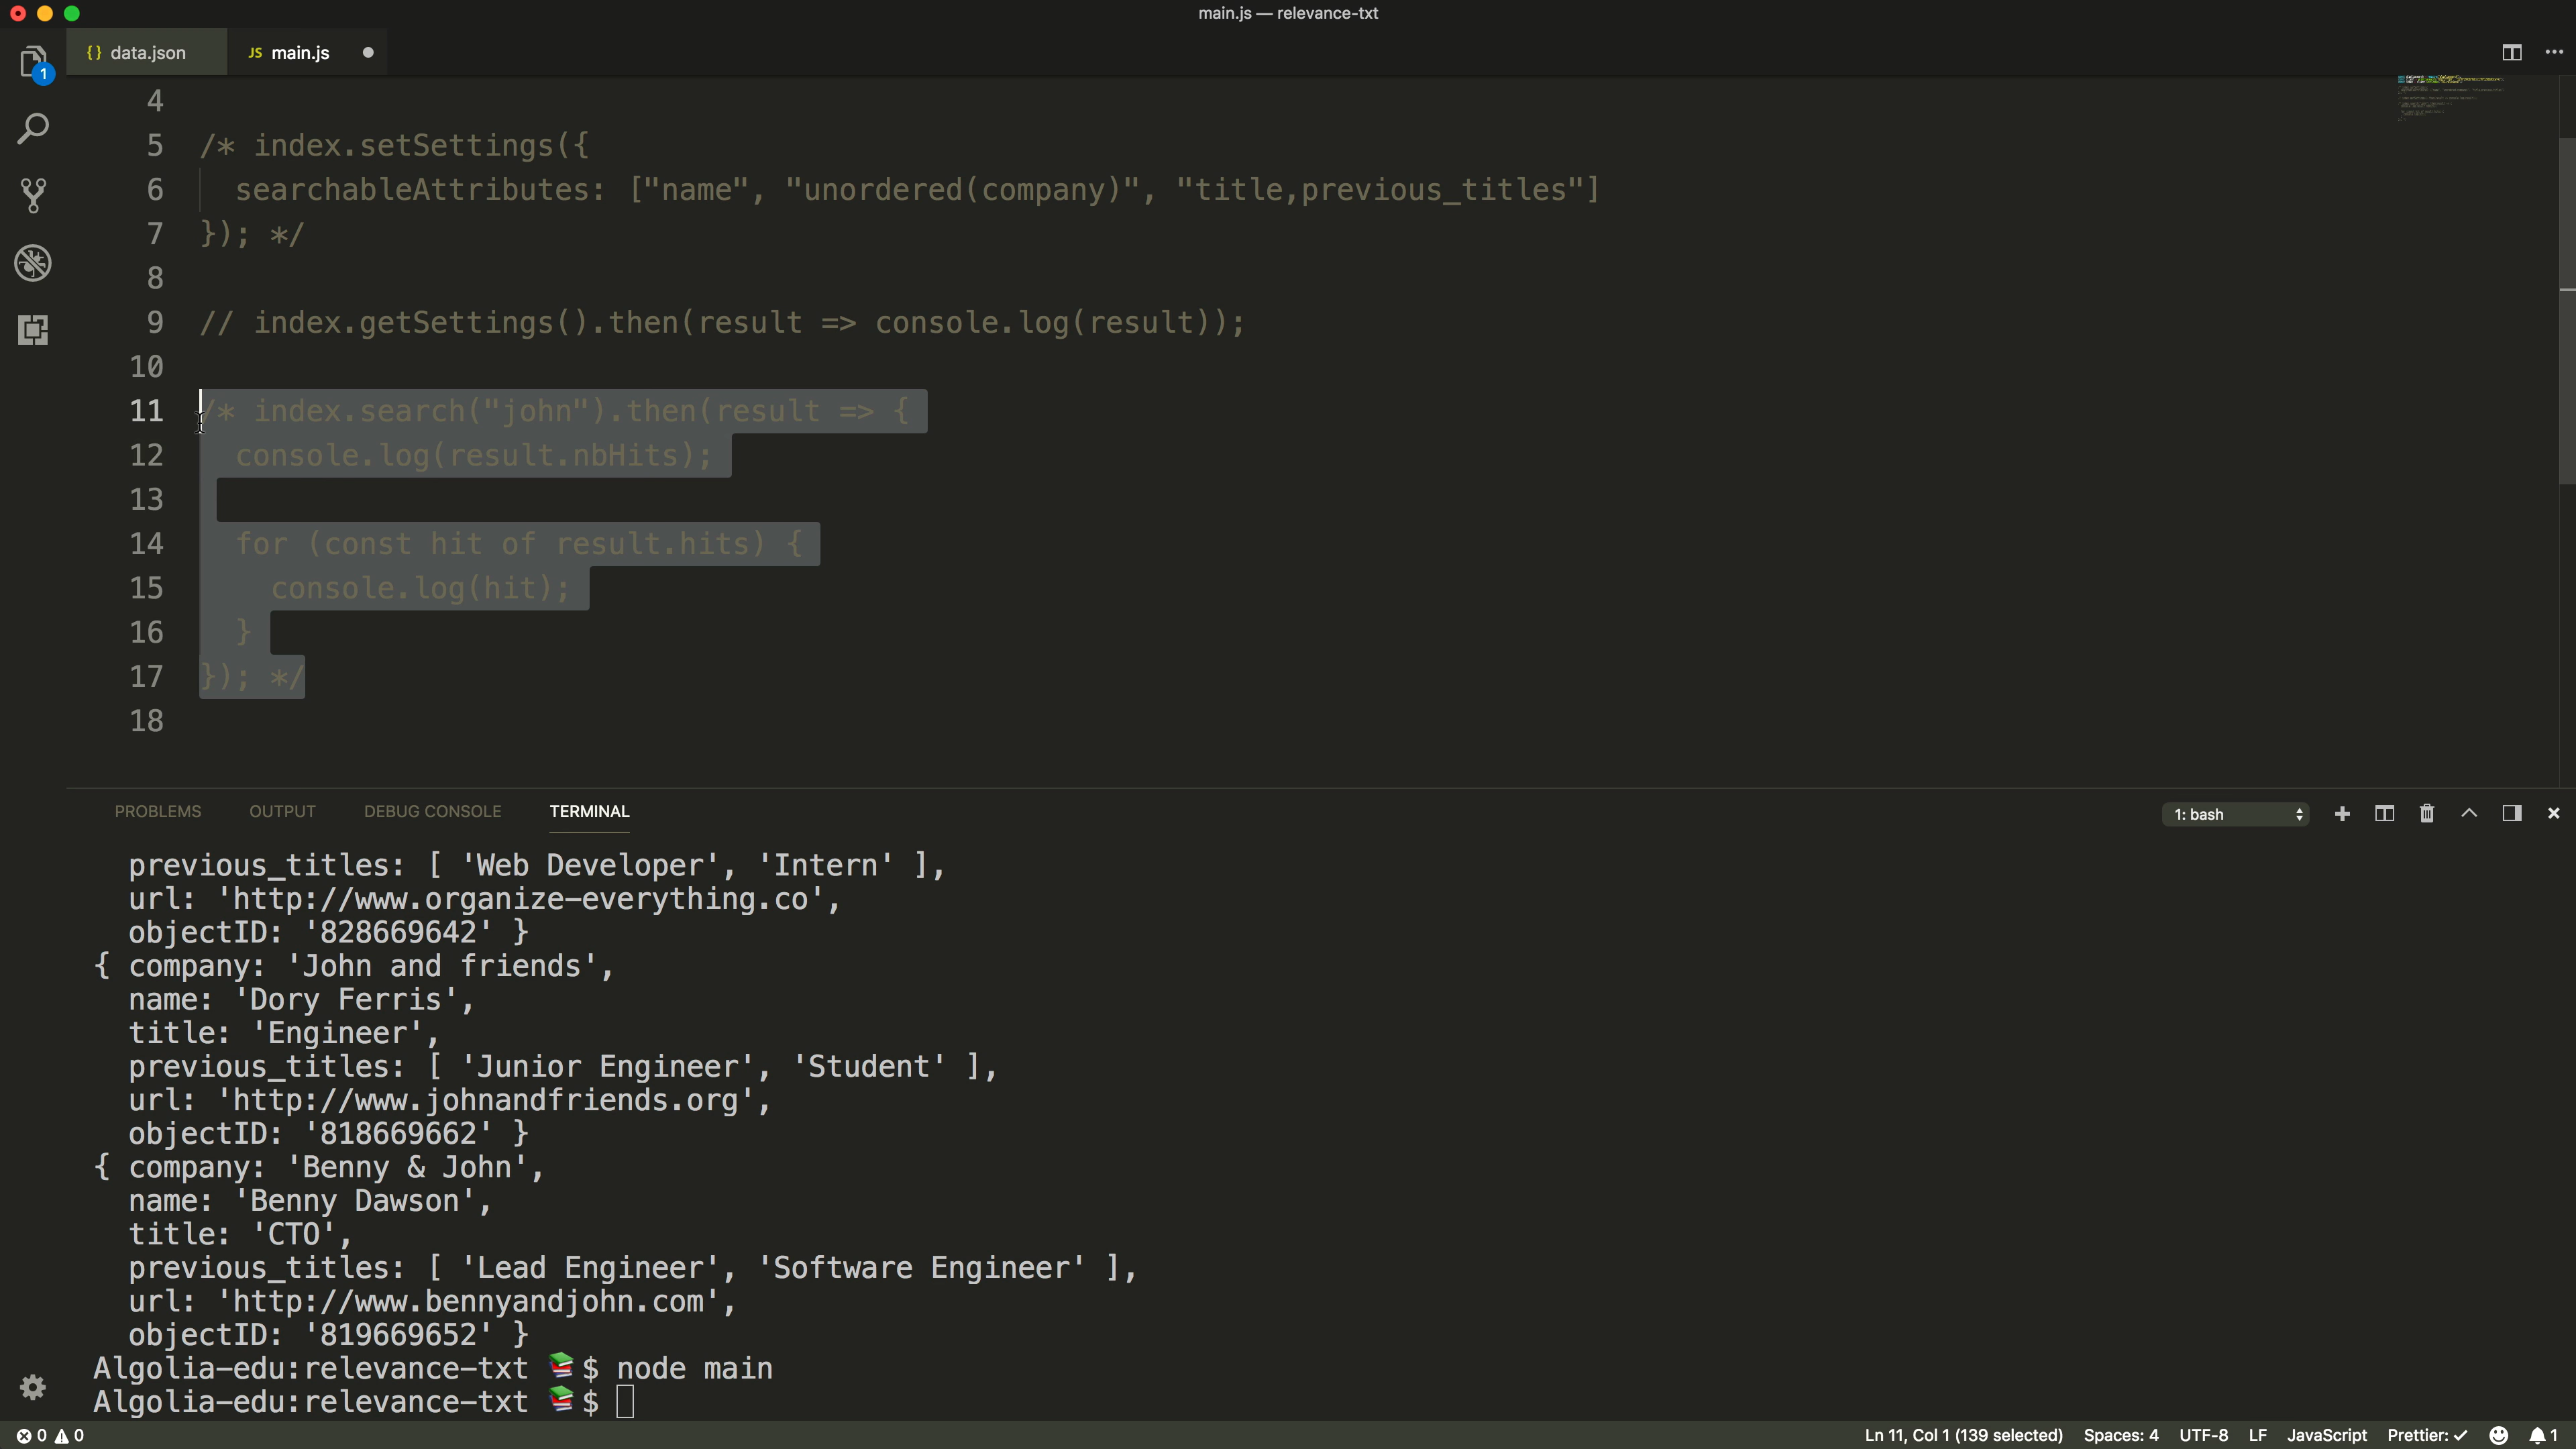 main.js — relevance-txt
{} data.json
JS main.js
1
4
5 /* index.setSettings({
6 searchableAttributes: ["name", "unordered(company)", "title,previous_titles"]
7 }); */
8
9 // index.getSettings().then(result => console.log(result));
10
11 /* index.search("john").then(result => {
12 console.log(result.nbHits);
13
14 for (const hit of result.hits) {
15 console.log(hit);
16 }
17 }); */
18
PROBLEMS OUTPUT DEBUG CONSOLE TERMINAL 1: bash
previous_titles: [ 'Web Developer', 'Intern' ],
url: 'http://www.organize-everything.co',
objectID: '828669642' }
{ company: 'John and friends',
name: 'Dory Ferris',
title: 'Engineer',
previous_titles: [ 'Junior Engineer', 'Student' ],
url: 'http://www.johnandfriends.org',
objectID: '818669662' }
{ company: 'Benny & John',
name: 'Benny Dawson',
title: 'CTO',
previous_titles: [ 'Lead Engineer', 'Software Engineer' ],
url: 'http://www.bennyandjohn.com',
objectID: '819669652' }
Algolia-edu:relevance-txt 📚$ node main
Algolia-edu:relevance-txt 📚$
0 0 Ln 11, Col 1 (139 selected) Spaces: 4 UTF-8 LF JavaScript Prettier: ✓ 1